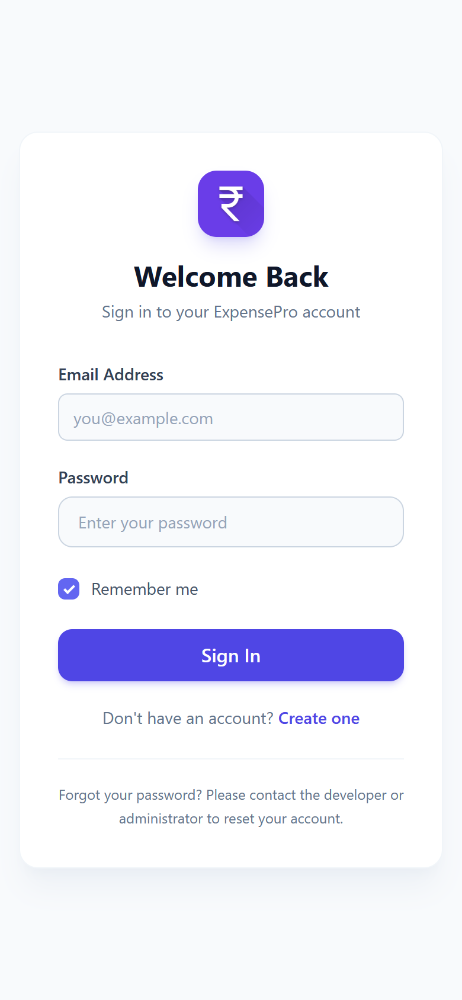 ₹
Welcome Back
Sign in to your ExpensePro account
Email Address
you@example.com
Password
Enter your password
Remember me
Sign In
Don't have an account? Create one
Forgot your password? Please contact the developer or
administrator to reset your account.